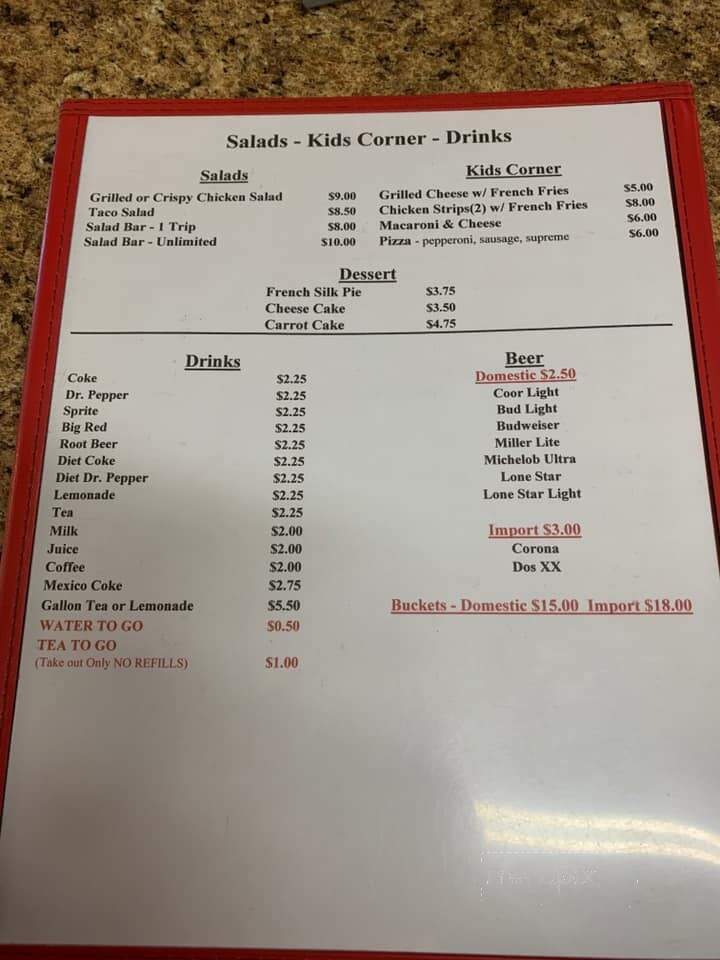 Salads - Kids Corner - Drinks
Salads
Grilled or Crispy Chicken Salad $9.00
Taco Salad $8.50
Salad Bar - 1 Trip $8.00
Salad Bar - Unlimited $10.00
Kids Corner
Grilled Cheese w/ French Fries $5.00
Chicken Strips(2) w/ French Fries $8.00
Macaroni & Cheese $6.00
Pizza - pepperoni, sausage, supreme $6.00
Dessert
French Silk Pie $3.75
Cheese Cake $3.50
Carrot Cake $4.75
Drinks
Coke $2.25
Dr. Pepper $2.25
Sprite $2.25
Big Red $2.25
Root Beer $2.25
Diet Coke $2.25
Diet Dr. Pepper $2.25
Lemonade $2.25
Tea $2.25
Milk $2.00
Juice $2.00
Coffee $2.00
Mexico Coke $2.75
Gallon Tea or Lemonade $5.50
WATER TO GO $0.50
TEA TO GO
(Take out Only NO REFILLS) $1.00
Beer
Domestic $2.50
Coor Light
Bud Light
Budweiser
Miller Lite
Michelob Ultra
Lone Star
Lone Star Light
Import $3.00
Corona
Dos XX
Buckets - Domestic $15.00 Import $18.00